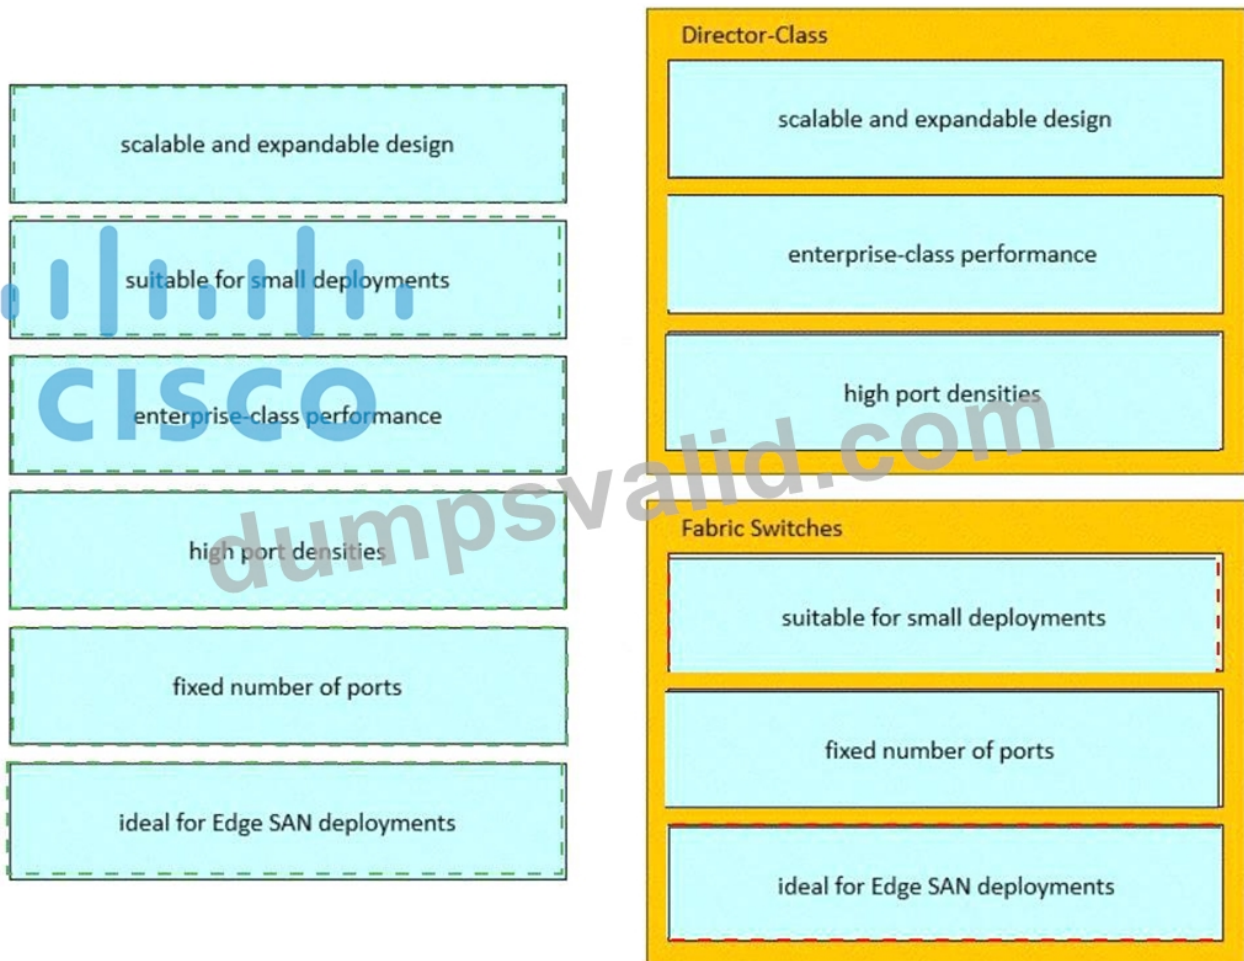 scalable and expandable design
suitable for small deployments
enterprise-class performance
high port densities
fixed number of ports
ideal for Edge SAN deployments
CISCO
dumpsvalid.com
Director-Class
scalable and expandable design
enterprise-class performance
high port densities
Fabric Switches
suitable for small deployments
fixed number of ports
ideal for Edge SAN deployments